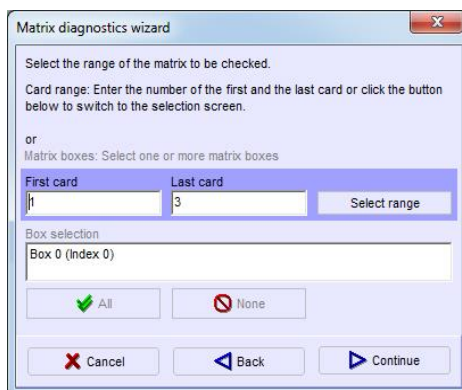 Matrix diagnostics wizard
X
Select the range of the matrix to be checked.
Card range: Enter the number of the first and the last card or click the button
below to switch to the selection screen.
or
Matrix boxes: Select one or more matrix boxes
First card Last card
1 3 Select range
Box selection
Box 0 (Index 0)
All None
Cancel Back Continue